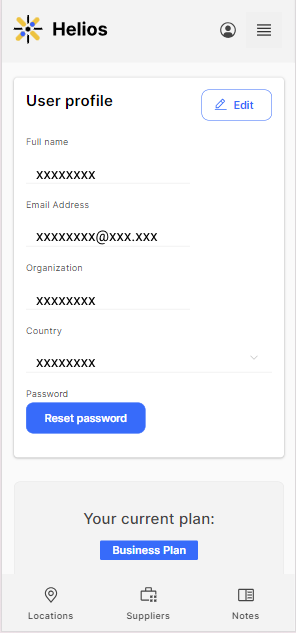 Helios
User profile
Edit
Full name
xxxxxxxx
Email Address
xxxxxxxx@xxx.xxx
Organization
xxxxxxxx
Country
xxxxxxxx
Password
Reset password
Your current plan:
Business Plan
Locations
Suppliers
Notes